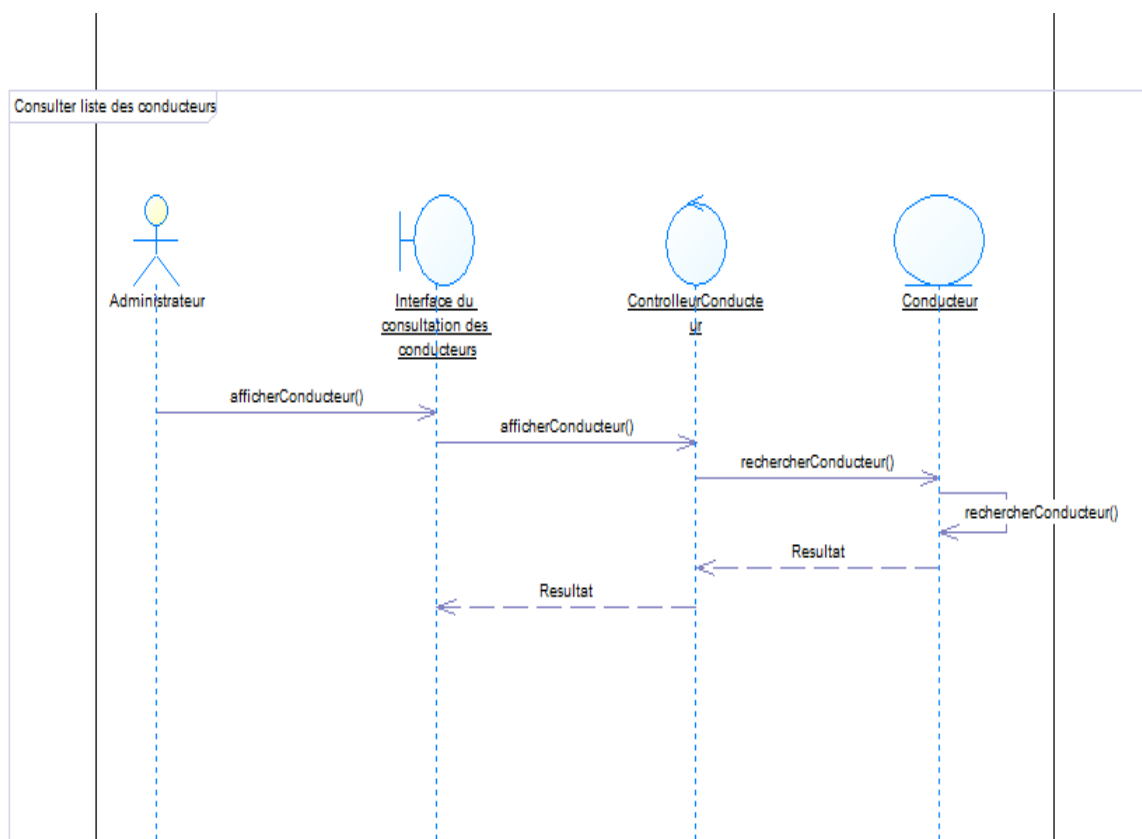 Consulter liste des conducteurs
Administrateur
Interface du
consultation des
conducteurs
ControlleurConducte
ur
Conducteur
afficherConducteur()
afficherConducteur()
rechercherConducteur()
rechercherConducteur()
Resultat
Resultat